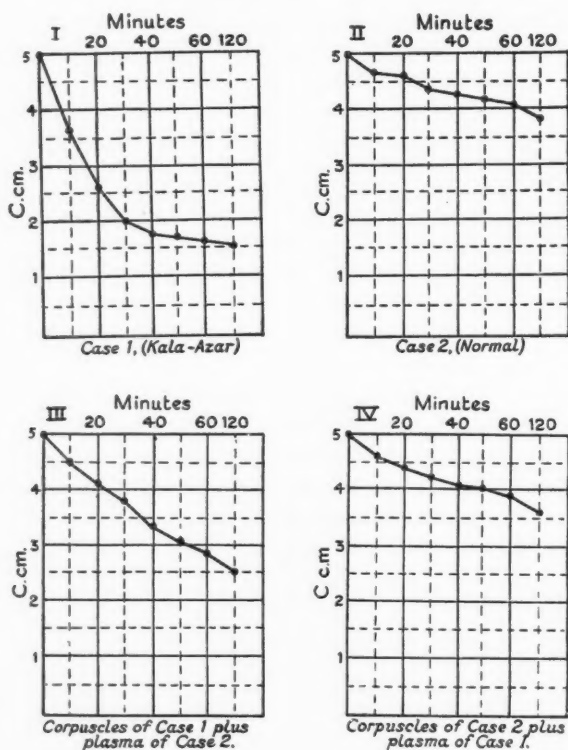 Minutes
I 20 40 60 120
5
4
3
2
1
C.cm.
Case 1, (Kala-Azar)
Minutes
II 20 40 60 120
5
4
3
2
1
C.cm.
Case 2, (Normal)
Minutes
III 20 40 60 120
5
4
3
2
1
C.cm.
Corpuscles of Case 1 plus
plasma of Case 2.
Minutes
IV 20 40 60 120
5
4
3
2
1
C.cm
Corpuscles of Case 2 plus
plasma of Case 1.